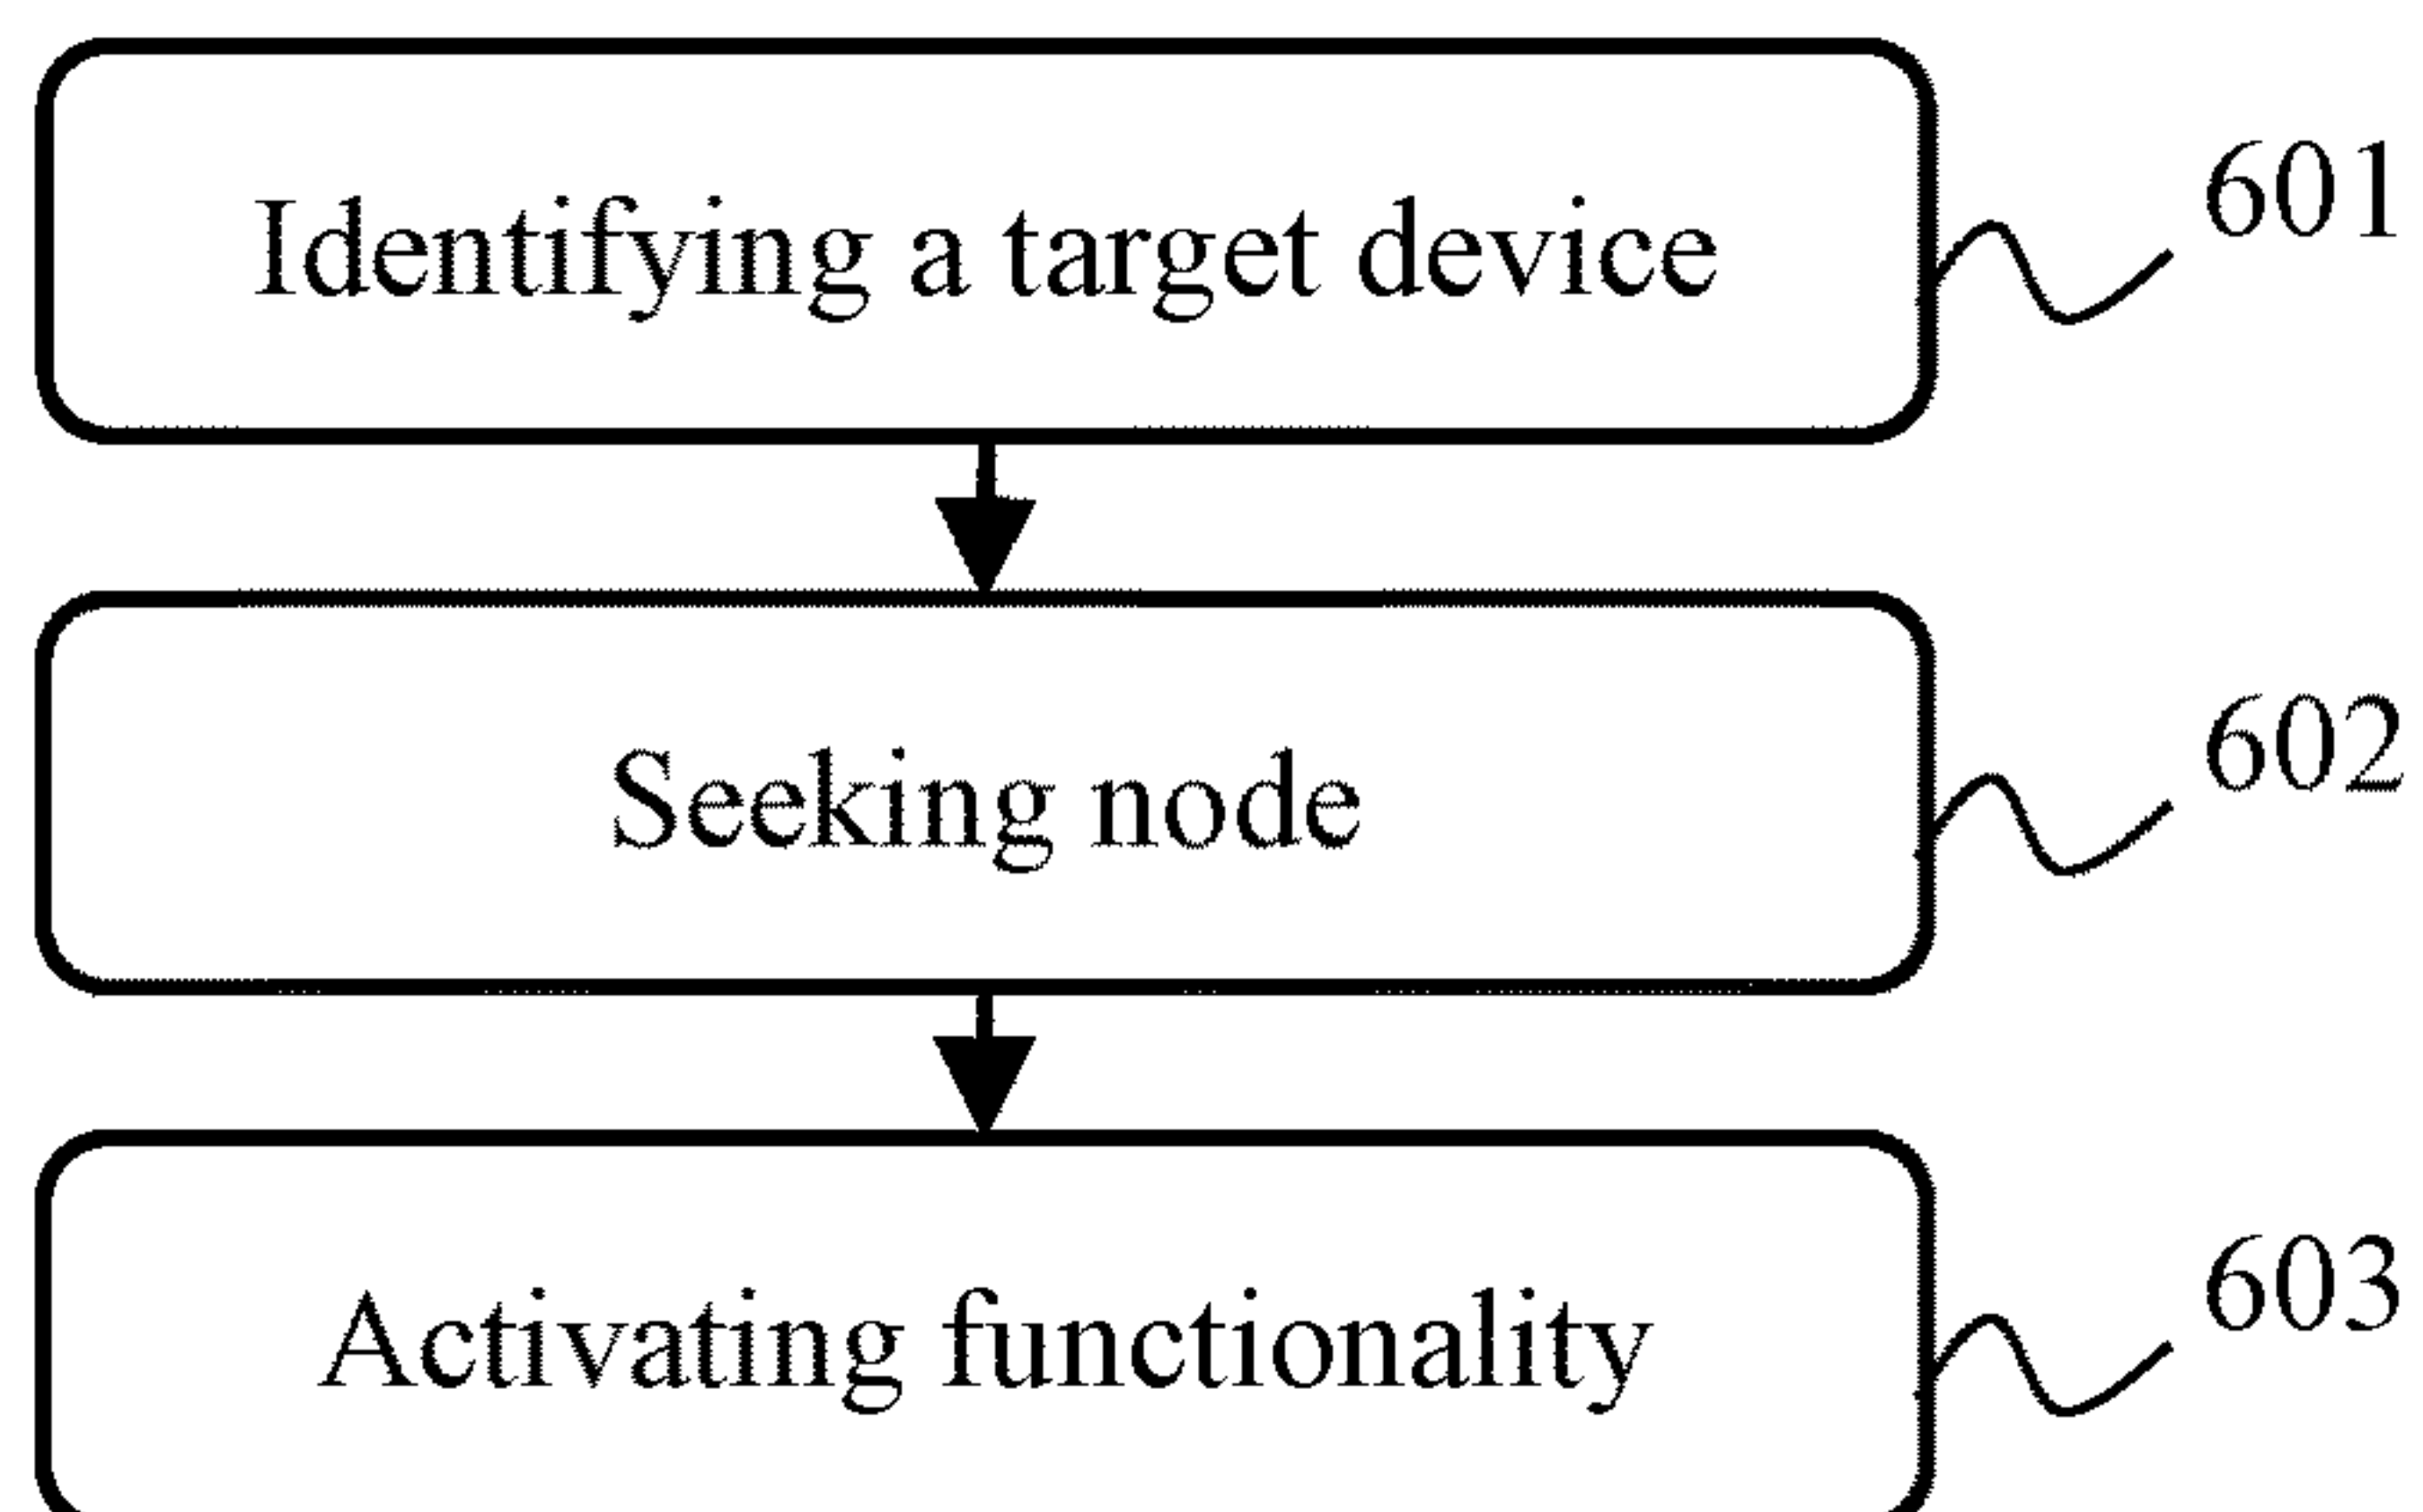 Identifying a target device
601
Seeking node
602
Activating functionality
603